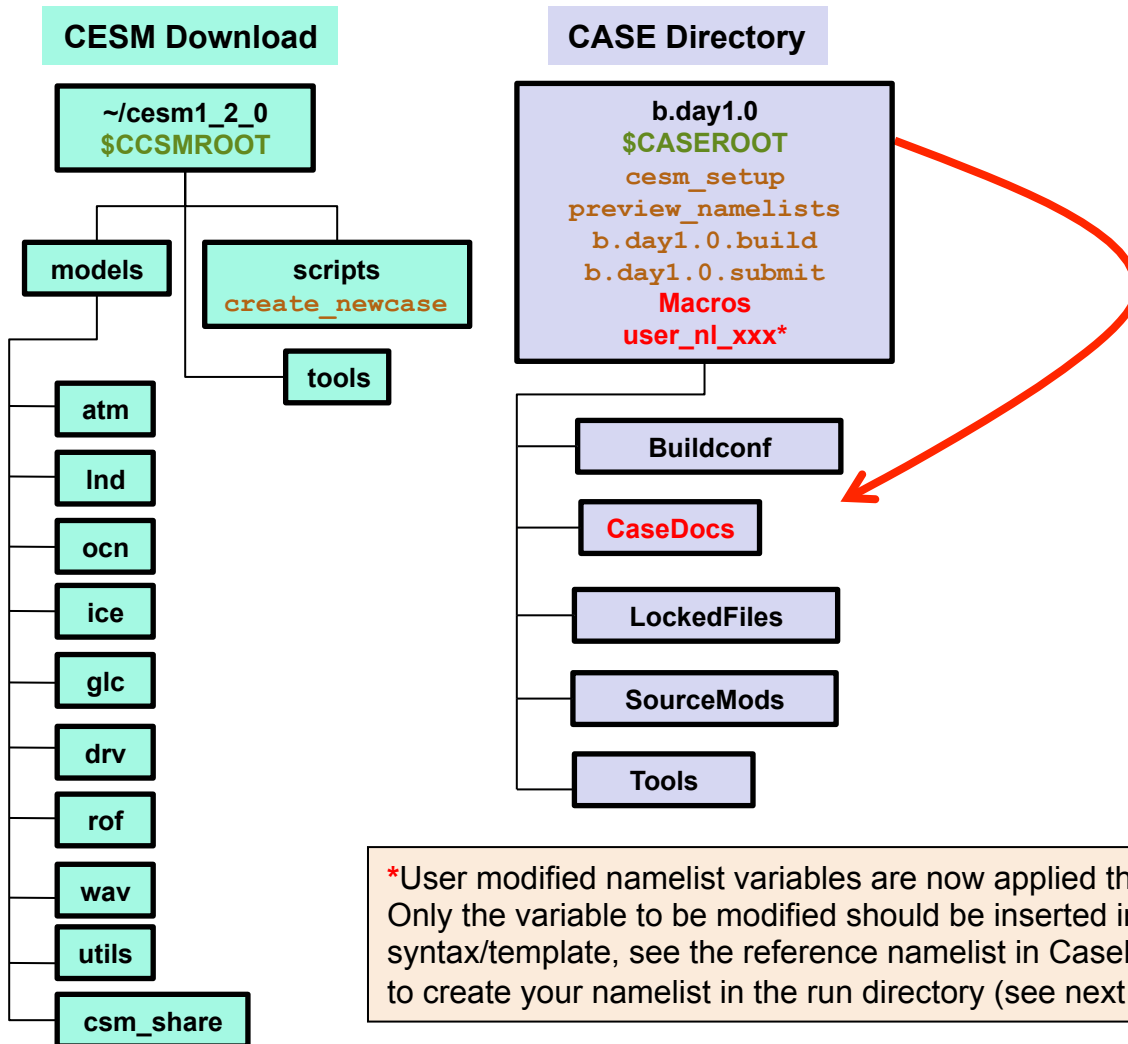 CESM Download
~/cesm1_2_0
$CCSMROOT
models
scripts
create_newcase
tools
atm
lnd
ocn
ice
glc
drv
rof
wav
utils
csm_share
CASE Directory
b.day1.0
$CASEROOT
cesm_setup
preview_namelists
b.day1.0.build
b.day1.0.submit
Macros
user_nl_xxx*
Buildconf
CaseDocs
LockedFiles
SourceMods
Tools
*User modified namelist variables are now applied
Only the variable to be modified should be inserted
syntax/template, see the reference namelist in
to create your namelist in the run directory (see next